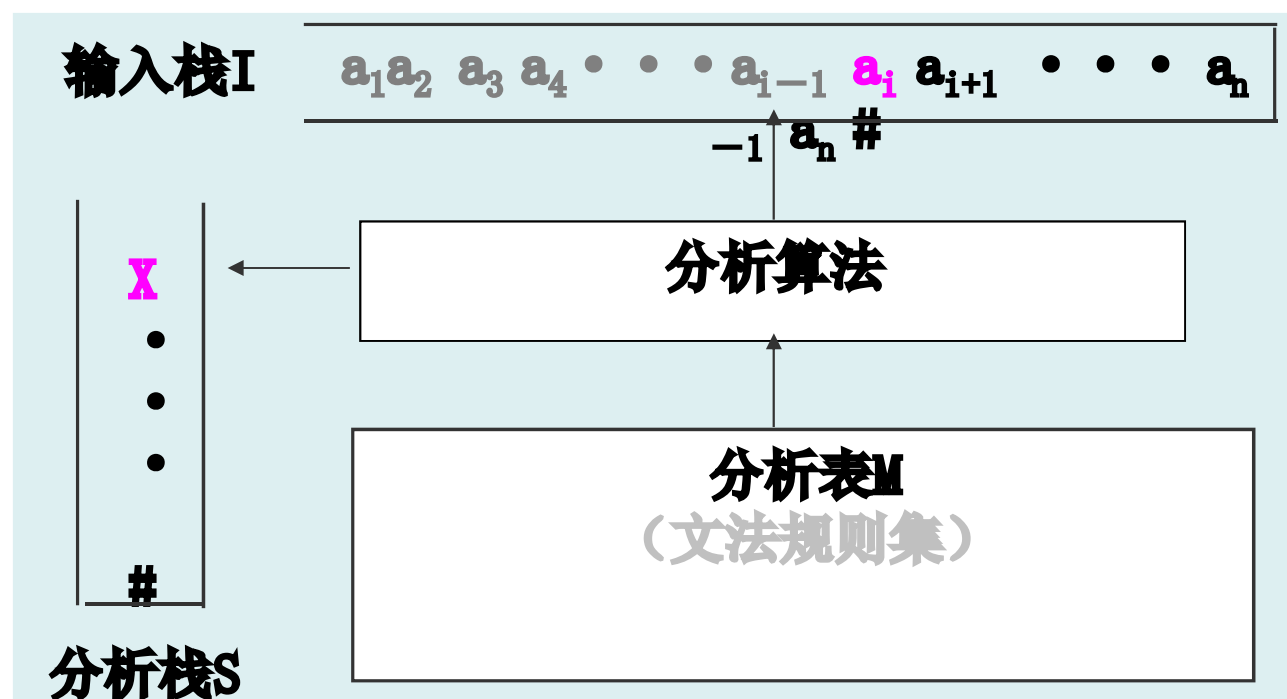 输入栈I a₁a₂ a₃ a₄ • • • aᵢ₋₁ aᵢ aᵢ₊₁ • • • aₙ
₋₁ aₙ #
分析算法
X
•
•
•
分析表M
（文法规则集）
#
分析栈S